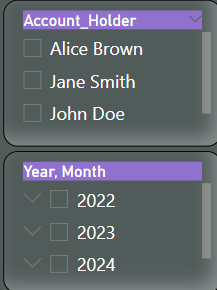 Account_Holder
Alice Brown
Jane Smith
John Doe
Year, Month
2022
2023
2024